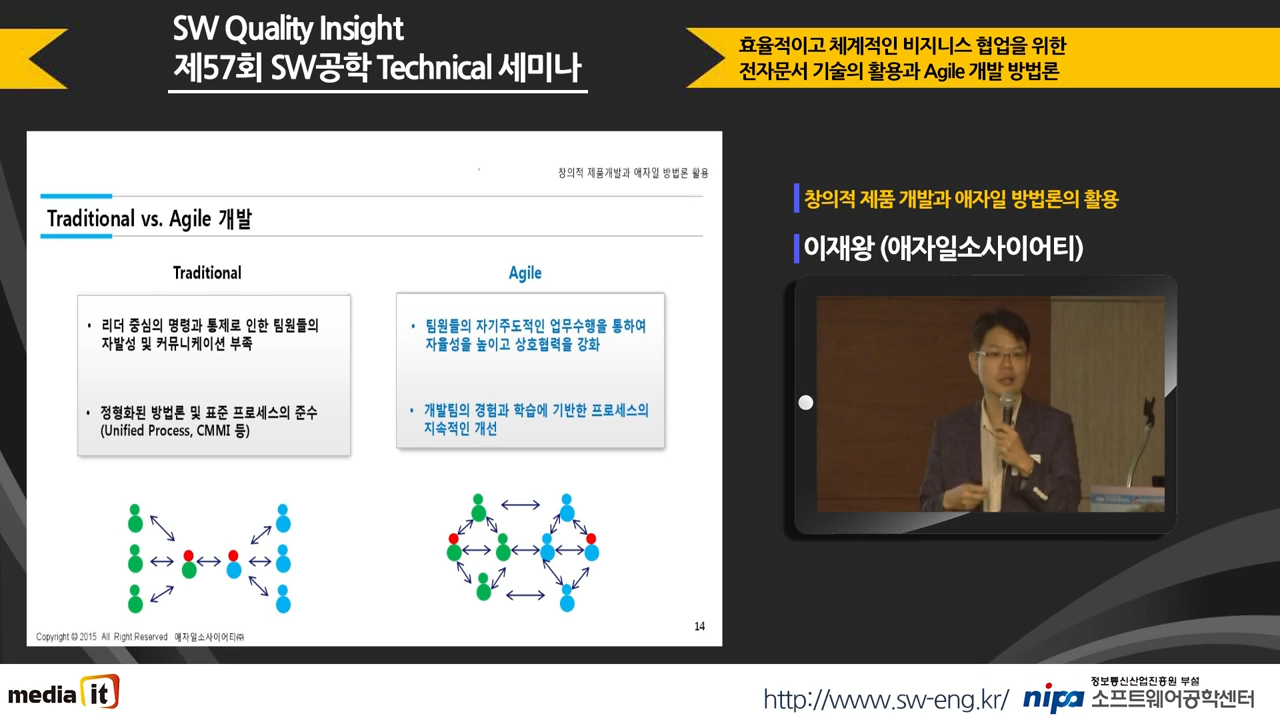 SW Quality Insight
제57회 SW공학 Technical 세미나
효율적이고 체계적인 비지니스 협업을 위한
전자문서 기술의 활용과 Agile 개발 방법론
창의적 제품개발과 애자일 방법론 활용
Traditional vs. Agile 개발
Traditional
• 리더 중심의 명령과 통제로 인한 팀원들의
자발성 및 커뮤니케이션 부족
• 정형화된 방법론 및 표준 프로세스의 준수
(Unified Process, CMMI 등)
Agile
• 팀원들의 자기주도적인 업무수행을 통하여
자율성을 높이고 상호협력을 강화
• 개발팀의 경험과 학습에 기반한 프로세스의
지속적인 개선
Copyright © 2015 All Right Reserved 애자일소사이어티㈜
14
창의적 제품 개발과 애자일 방법론의 활용
이재왕 (애자일소사이어티)
media it
http://www.sw-eng.kr/
nipa
정보통신산업진흥원 부설
소프트웨어공학센터